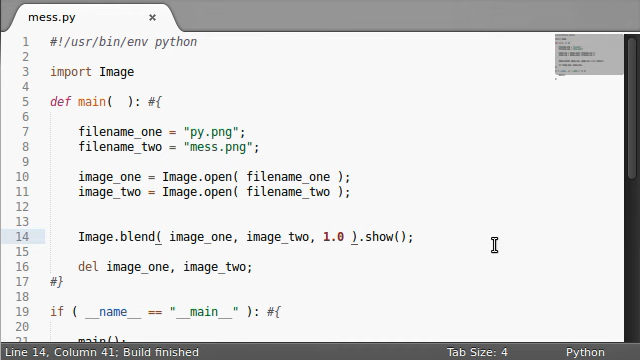 mess.py ×
1 #!/usr/bin/env python
2
3 import Image
4
5 def main(  ): #{
6
7 filename_one = "py.png";
8 filename_two = "mess.png";
9
10 image_one = Image.open( filename_one );
11 image_two = Image.open( filename_two );
12
13
14 Image.blend( image_one, image_two, 1.0 ).show();
15
16 del image_one, image_two;
17 #}
18
19 if ( __name__ == "__main__" ): #{
20
21 main();
Line 14, Column 41; Build finished Tab Size: 4 Python